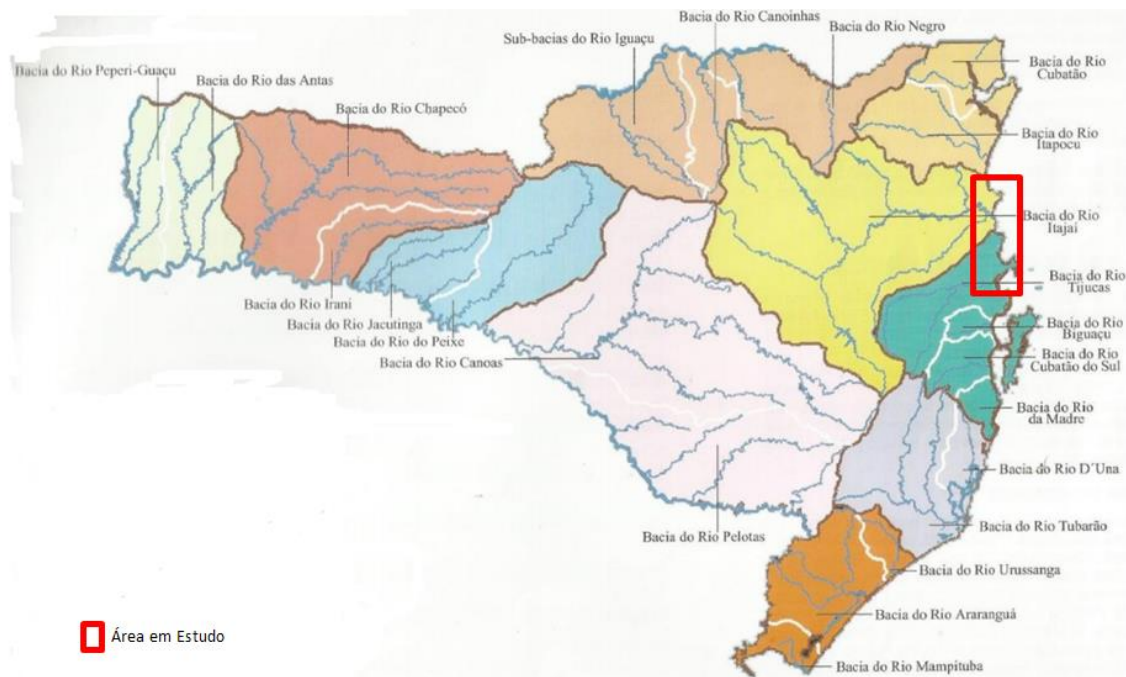 Bacia do Rio Canoinhas
Bacia do Rio Negro
Sub-bacias do Rio Iguaçu
Bacia do Rio Peperi-Guaçu
Bacia do Rio das Antas
Bacia do Rio Chapecó
Bacia do Rio
Cubatão
Bacia do Rio
Itapocu
Bacia do Rio
Itajaí
Bacia do Rio
Tijucas
Bacia do Rio
Biguaçu
Bacia do Rio
Cubatão do Sul
Bacia do Rio
da Madre
Bacia do Rio Irani
Bacia do Rio Jacutinga
Bacia do Rio do Peixe
Bacia do Rio Canoas
Bacia do Rio D´Una
Bacia do Rio Tubarão
Bacia do Rio Pelotas
Bacia do Rio Urussanga
Bacia do Rio Araranguá
Bacia do Rio Mampituba
Área em Estudo